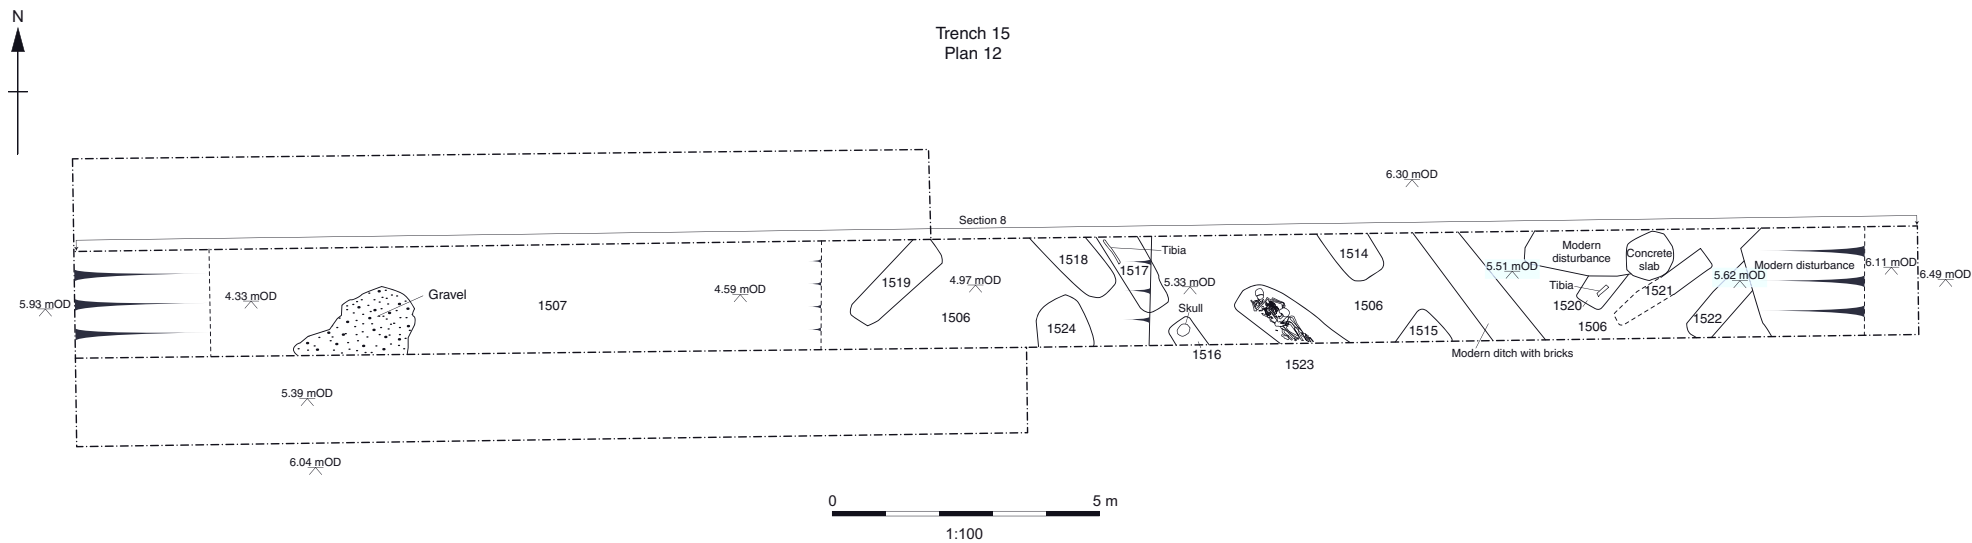 N
Trench 15
Plan 12
6.30 mOD
Section 8
5.93 mOD
4.33 mOD
Gravel
1507
4.59 mOD
1519
4.97 mOD
1506
1518
1524
1517
Tibia
5.33 mOD
Skull
1516
1523
1514
1506
1515
Modern ditch with bricks
5.51 mOD
Modern
disturbance
Concrete
slab
Tibia
1520
1506
1521
5.62 mOD
1522
Modern disturbance
6.11 mOD
6.49 mOD
5.39 mOD
6.04 mOD
0
5 m
1:100